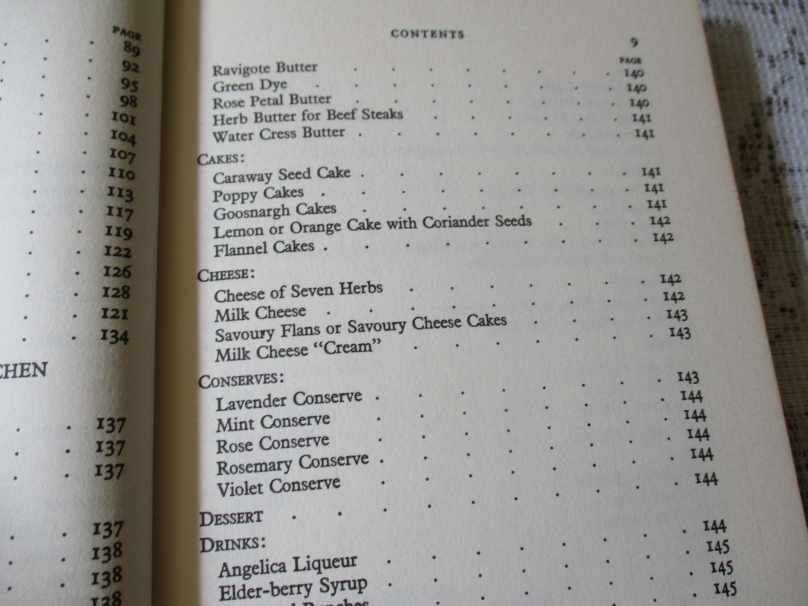 PAGE
89
92
95
98
101
104
107
110
113
117
119
122
126
128
121
134
CHEN
137
137
137
137
138
138
CONTENTS 9
PAGE
Ravigote Butter . . . . . . . 140
Green Dye . . . . . . . 140
Rose Petal Butter . . . . . . . 140
Herb Butter for Beef Steaks . . . . . 141
Water Cress Butter . . . . . . . 141
CAKES:
Caraway Seed Cake . . . . . . . 141
Poppy Cakes . . . . . . . 141
Goosnargh Cakes . . . . . . . 141
Lemon or Orange Cake with Coriander Seeds . . . 142
Flannel Cakes . . . . . . . . 142
CHEESE:
Cheese of Seven Herbs . . . . . . 142
Milk Cheese . . . . . . . . 142
Savoury Flans or Savoury Cheese Cakes . . . . 143
Milk Cheese "Cream" . . . . . . 143
CONSERVES:
Lavender Conserve . . . . . . . 143
Mint Conserve . . . . . . . 144
Rose Conserve . . . . . . . 144
Rosemary Conserve . . . . . . . 144
Violet Conserve . . . . . . . 144
DESSERT . . . . . . . . 144
DRINKS:
Angelica Liqueur . . . . . . . 144
Elder-berry Syrup . . . . . . . 145
Punches 145
145